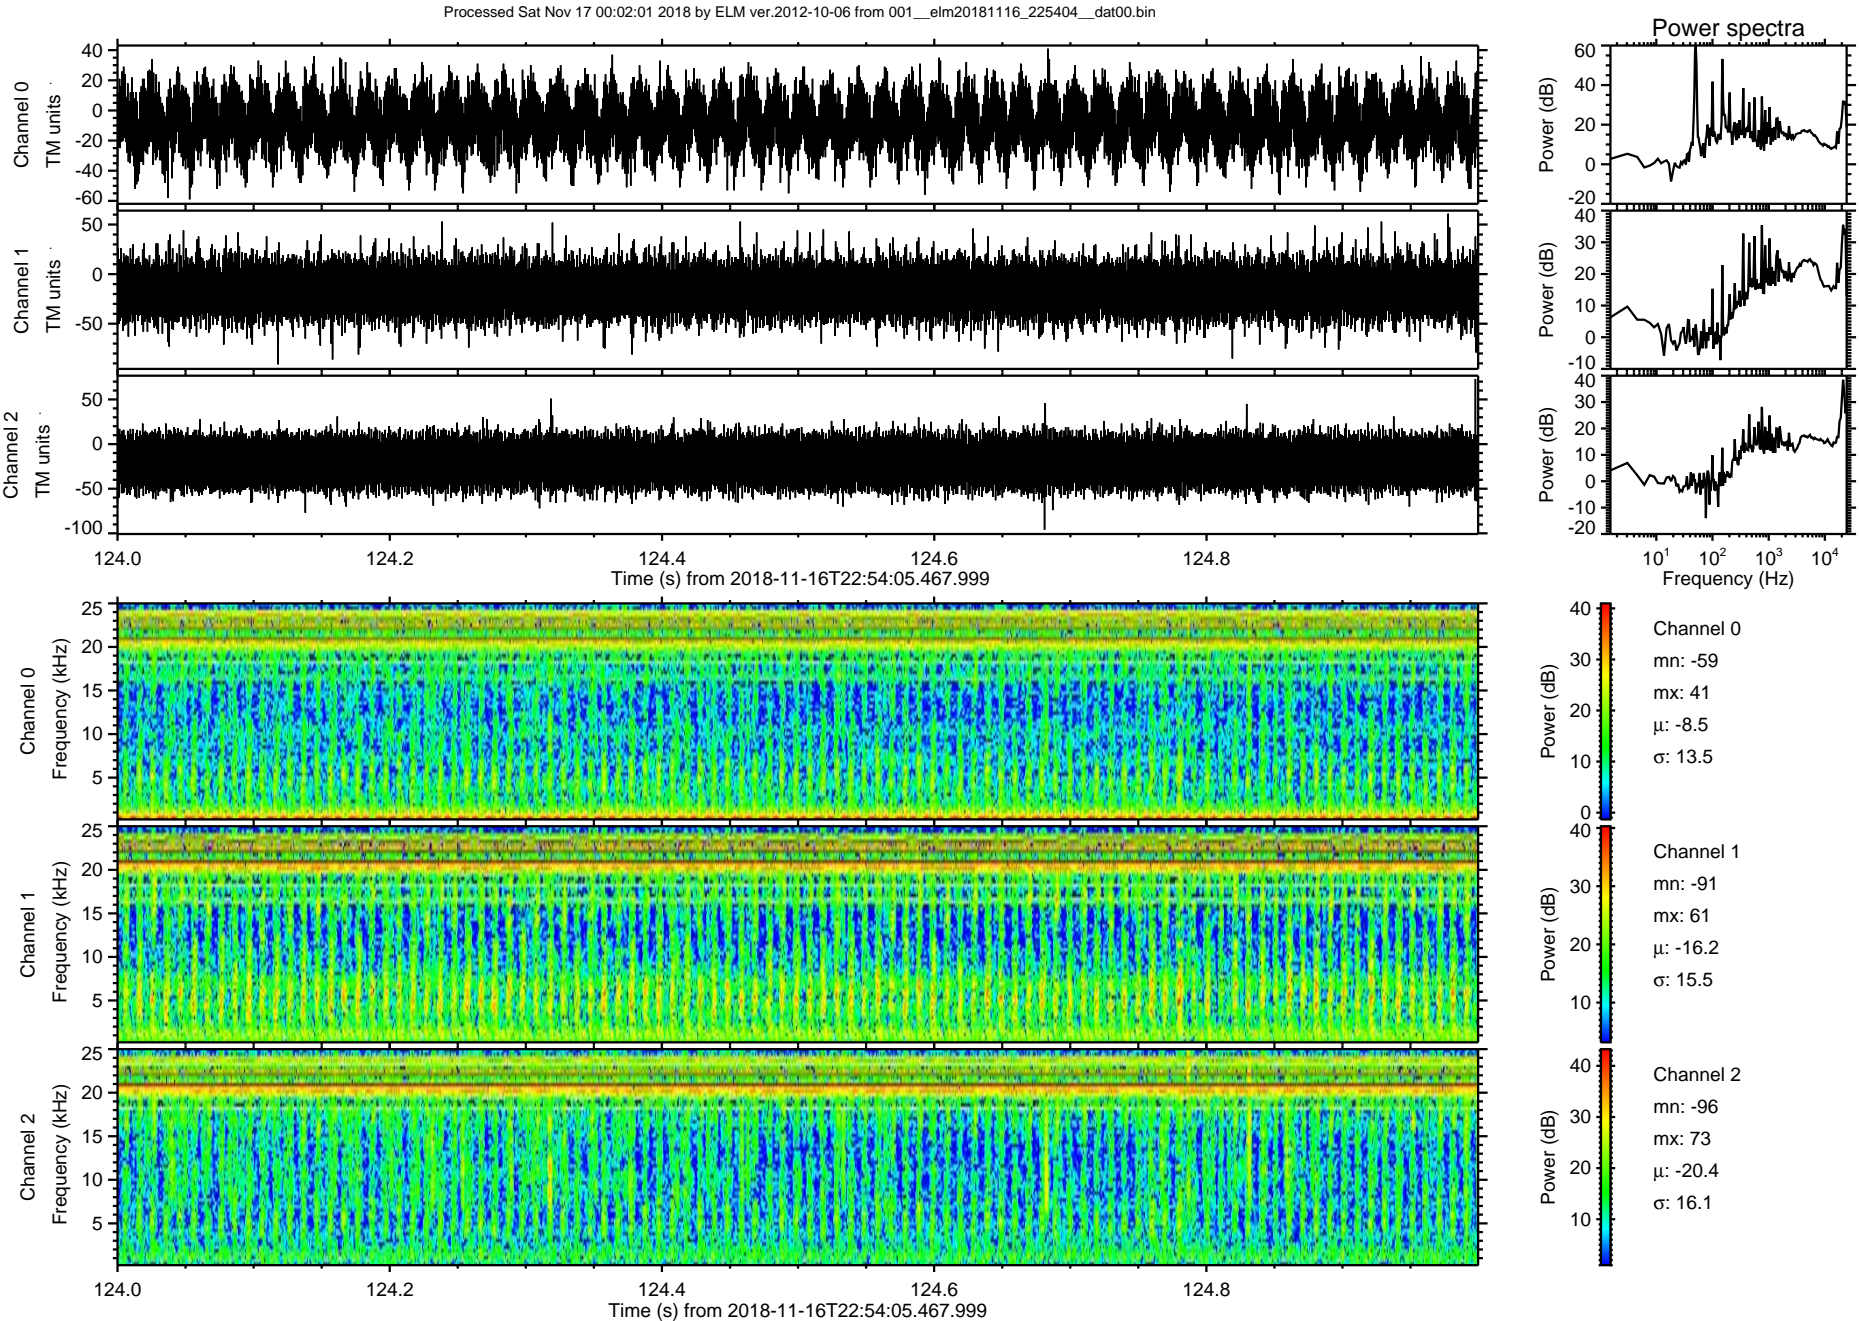 Processed Sat Nov 17 00:02:01 2018 by ELM ver.2012-10-06 from 001__elm20181116_225404__dat00.bin
Power spectra
Channel 0
TM units
40
20
0
-20
-40
-60
Power (dB)
60
40
20
0
-20
Channel 1
TM units
50
0
-50
Power (dB)
40
30
20
10
0
-10
Channel 2
TM units
50
0
-50
-100
Power (dB)
40
30
20
10
0
-10
-20
124.0 124.2 124.4 124.6 124.8
Time (s) from 2018-11-16T22:54:05.467.999
10^1 10^2 10^3 10^4
Frequency (Hz)
Channel 0
Frequency (kHz)
25
20
15
10
5
Power (dB)
40
30
20
10
0
Channel 0
mn: -59
mx: 41
μ: -8.5
σ: 13.5
Channel 1
Frequency (kHz)
25
20
15
10
5
Power (dB)
40
30
20
10
Channel 1
mn: -91
mx: 61
μ: -16.2
σ: 15.5
Channel 2
Frequency (kHz)
25
20
15
10
5
Power (dB)
40
30
20
10
Channel 2
mn: -96
mx: 73
μ: -20.4
σ: 16.1
124.0 124.2 124.4 124.6 124.8
Time (s) from 2018-11-16T22:54:05.467.999